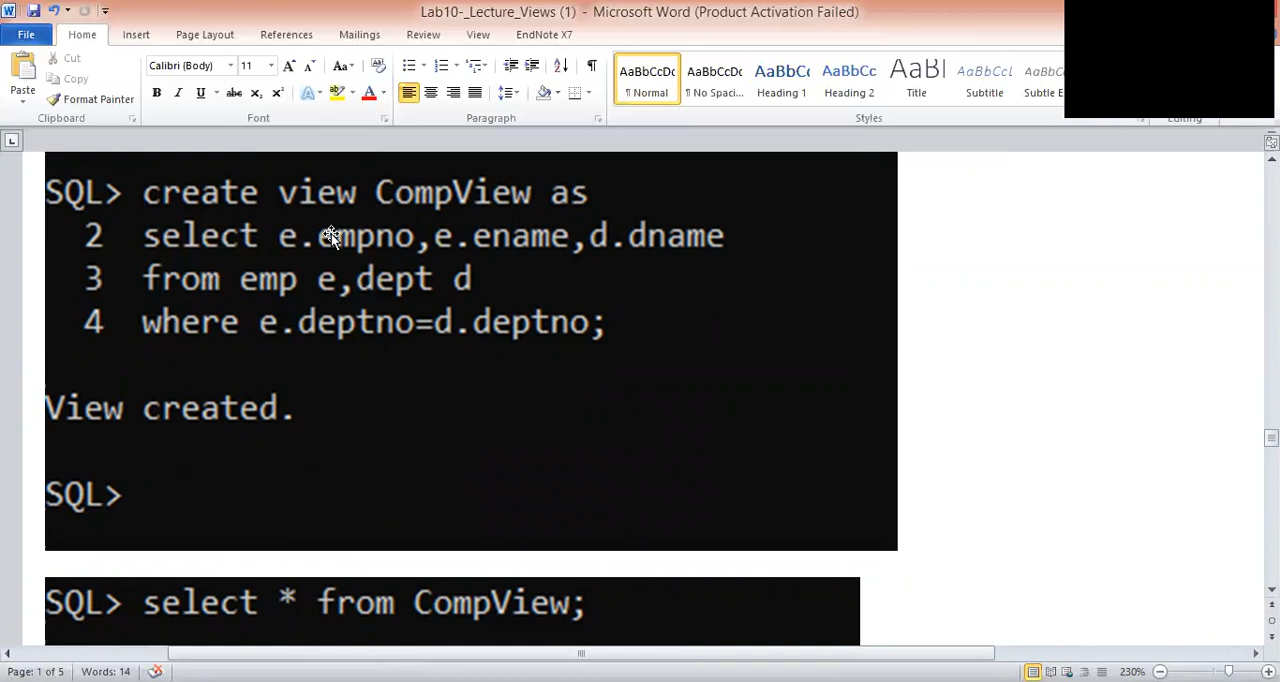 Lab10-_Lecture_Views (1) - Microsoft Word (Product Activation Failed)
File Home Insert Page Layout References Mailings Review View EndNote X7
Cut
Copy
Format Painter
Paste
Clipboard
Calibri (Body) 11
Font
Paragraph
AaBbCcDc AaBbCcDc AaBbCc AaBbCc AaBl AaBbCcL AaBbCc
¶ Normal ¶ No Spaci... Heading 1 Heading 2 Title Subtitle Subtle E
Styles
SQL> create view CompView as
2 select e.empno,e.ename,d.dname
3 from emp e,dept d
4 where e.deptno=d.deptno;
View created.
SQL>
SQL> select * from CompView;
Page: 1 of 5 Words: 14 230%